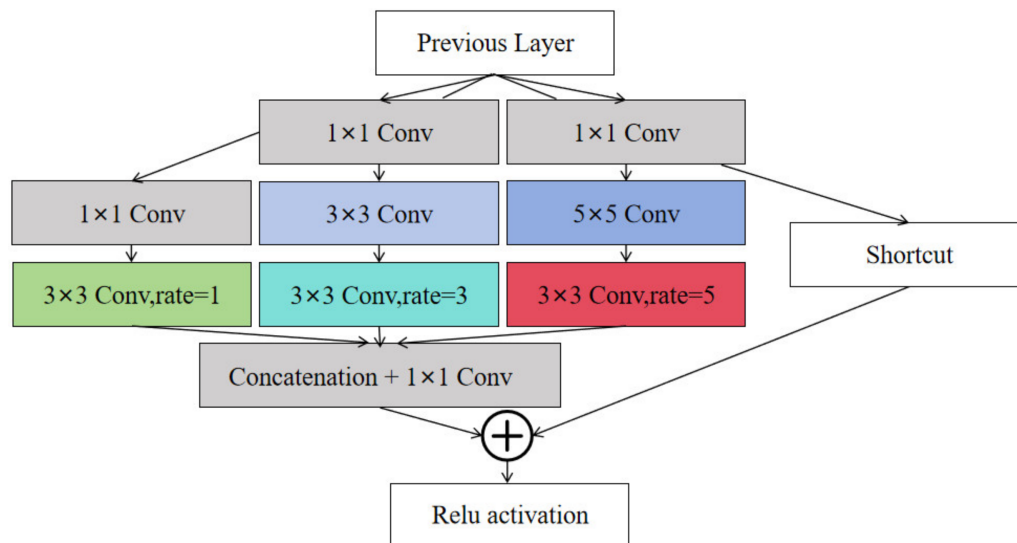 Previous Layer
1×1 Conv
1×1 Conv
1×1 Conv
3×3 Conv
5×5 Conv
Shortcut
3×3 Conv,rate=1
3×3 Conv,rate=3
3×3 Conv,rate=5
Concatenation + 1×1 Conv
+
Relu activation